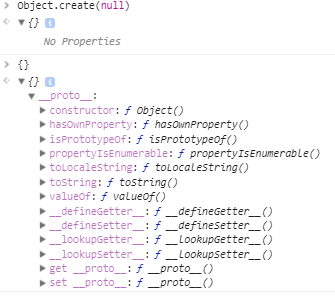 > Object.create(null)
< ▼ {} i
No Properties
> {}
< ▼ {} i
▼ __proto__:
▶ constructor: ƒ Object()
▶ hasOwnProperty: ƒ hasOwnProperty()
▶ isPrototypeOf: ƒ isPrototypeOf()
▶ propertyIsEnumerable: ƒ propertyIsEnumerable()
▶ toLocaleString: ƒ toLocaleString()
▶ toString: ƒ toString()
▶ valueOf: ƒ valueOf()
▶ __defineGetter__: ƒ __defineGetter__()
▶ __defineSetter__: ƒ __defineSetter__()
▶ __lookupGetter__: ƒ __lookupGetter__()
▶ __lookupSetter__: ƒ __lookupSetter__()
▶ get __proto__: ƒ __proto__()
▶ set __proto__: ƒ __proto__()